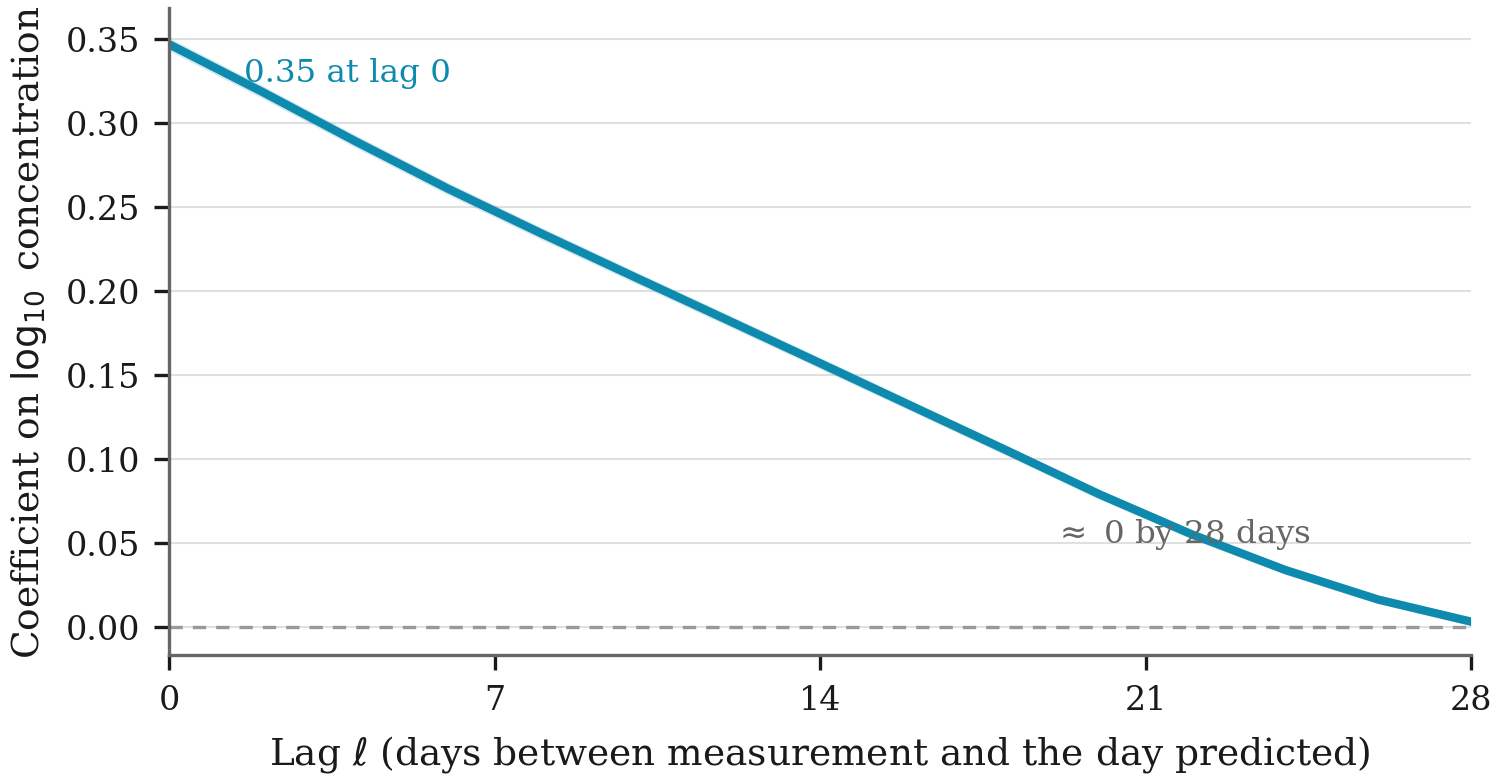 Coefficient on log₁₀ concentration
0.35
0.30
0.25
0.20
0.15
0.10
0.05
0.00
0.35 at lag 0
≈ 0 by 28 days
0 7 14 21 28
Lag ℓ (days between measurement and the day predicted)